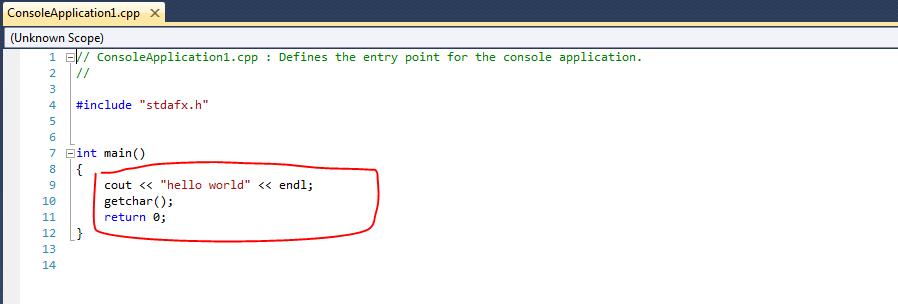 ConsoleApplication1.cpp ×
(Unknown Scope)
1 // ConsoleApplication1.cpp : Defines the entry point for the console application.
2 //
3
4 #include "stdafx.h"
5
6
7 int main()
8 {
9 cout << "hello world" << endl;
10 getchar();
11 return 0;
12 }
13
14